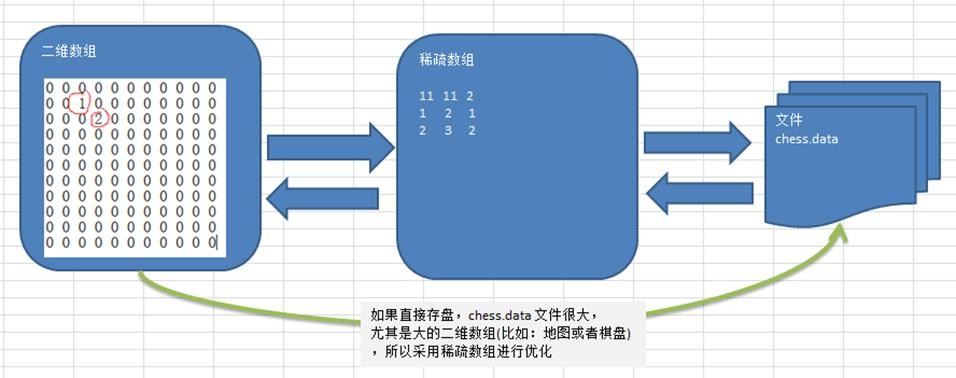 二维数组
0 0 0 0 0 0 0 0 0 0 0
0 0 1 0 0 0 0 0 0 0 0
0 0 0 2 0 0 0 0 0 0 0
0 0 0 0 0 0 0 0 0 0 0
0 0 0 0 0 0 0 0 0 0 0
0 0 0 0 0 0 0 0 0 0 0
0 0 0 0 0 0 0 0 0 0 0
0 0 0 0 0 0 0 0 0 0 0
0 0 0 0 0 0 0 0 0 0 0
0 0 0 0 0 0 0 0 0 0 0
0 0 0 0 0 0 0 0 0 0 0
稀疏数组
11 11 2
1 2 1
2 3 2
文件
chess.data
如果直接存盘，chess.data 文件很大，
尤其是大的二维数组(比如：地图或者棋盘)
，所以采用稀疏数组进行优化